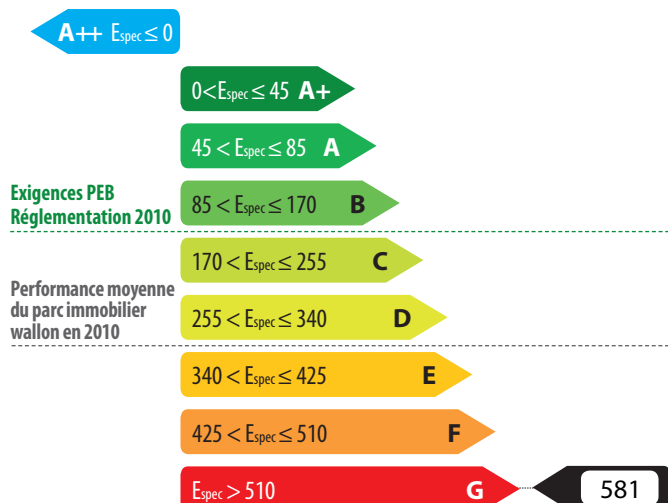 A++ Espec ≤ 0
0<Espec ≤ 45 A+
45 < Espec ≤ 85 A
Exigences PEB
Réglementation 2010
85 < Espec ≤ 170 B
170 < Espec ≤ 255 C
Performance moyenne
du parc immobilier
wallon en 2010
255 < Espec ≤ 340 D
340 < Espec ≤ 425 E
425 < Espec ≤ 510 F
Espec > 510 G 581